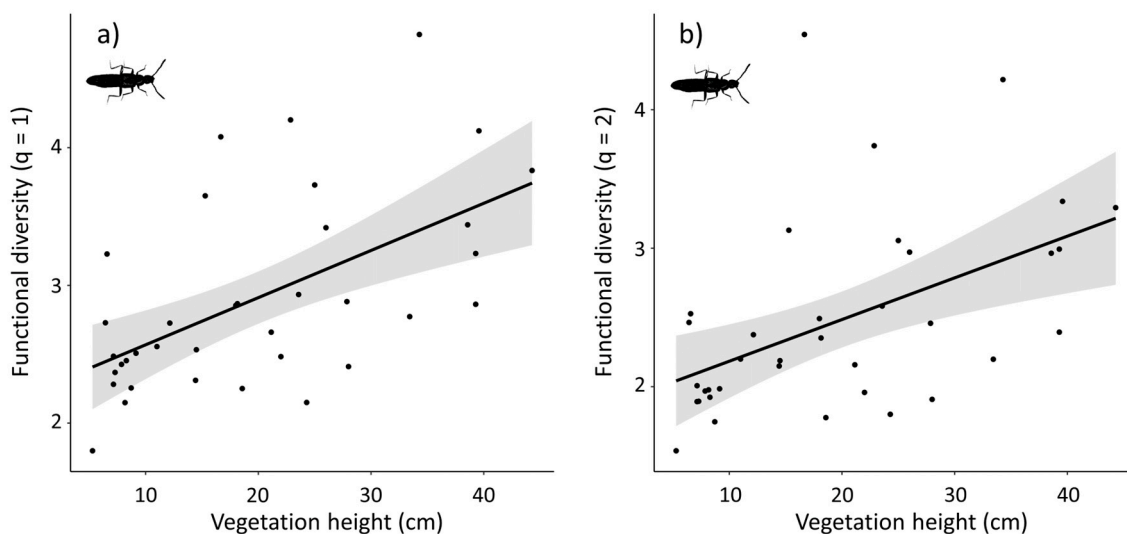 a)
Functional diversity (q = 1)
4
3
2
10 20 30 40
Vegetation height (cm)
b)
Functional diversity (q = 2)
4
3
2
10 20 30 40
Vegetation height (cm)